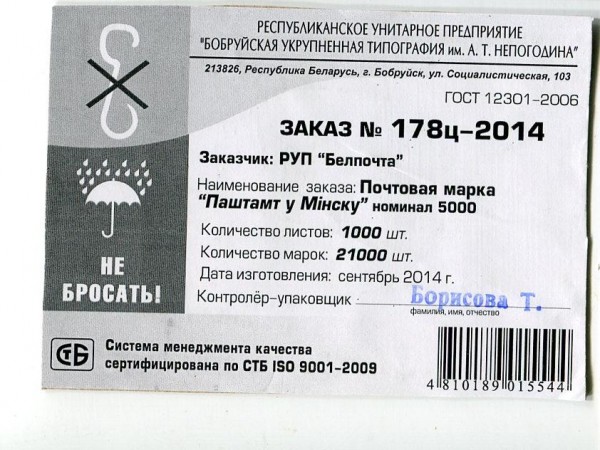 РЕСПУБЛИКАНСКОЕ УНИТАРНОЕ ПРЕДПРИЯТИЕ
"БОБРУЙСКАЯ УКРУПНЕННАЯ ТИПОГРАФИЯ им. А. Т. НЕПОГОДИНА"
213826, Республика Беларусь, г. Бобруйск, ул. Социалистическая, 103
ГОСТ 12301–2006
ЗАКАЗ № 178ц–2014
Заказчик: РУП "Белпочта"
Наименование заказа: Почтовая марка
"Паштамт у Мінску" номинал 5000
Количество листов: 1000 шт.
Количество марок: 21000 шт.
Дата изготовления: сентябрь 2014 г.
Контролёр–упаковщик Борисова Т.
фамилия, имя, отчество
НЕ
БРОСАТЬ!
СТБ
Система менеджмента качества
сертифицирована по СТБ ISO 9001–2009
4 810189 015544